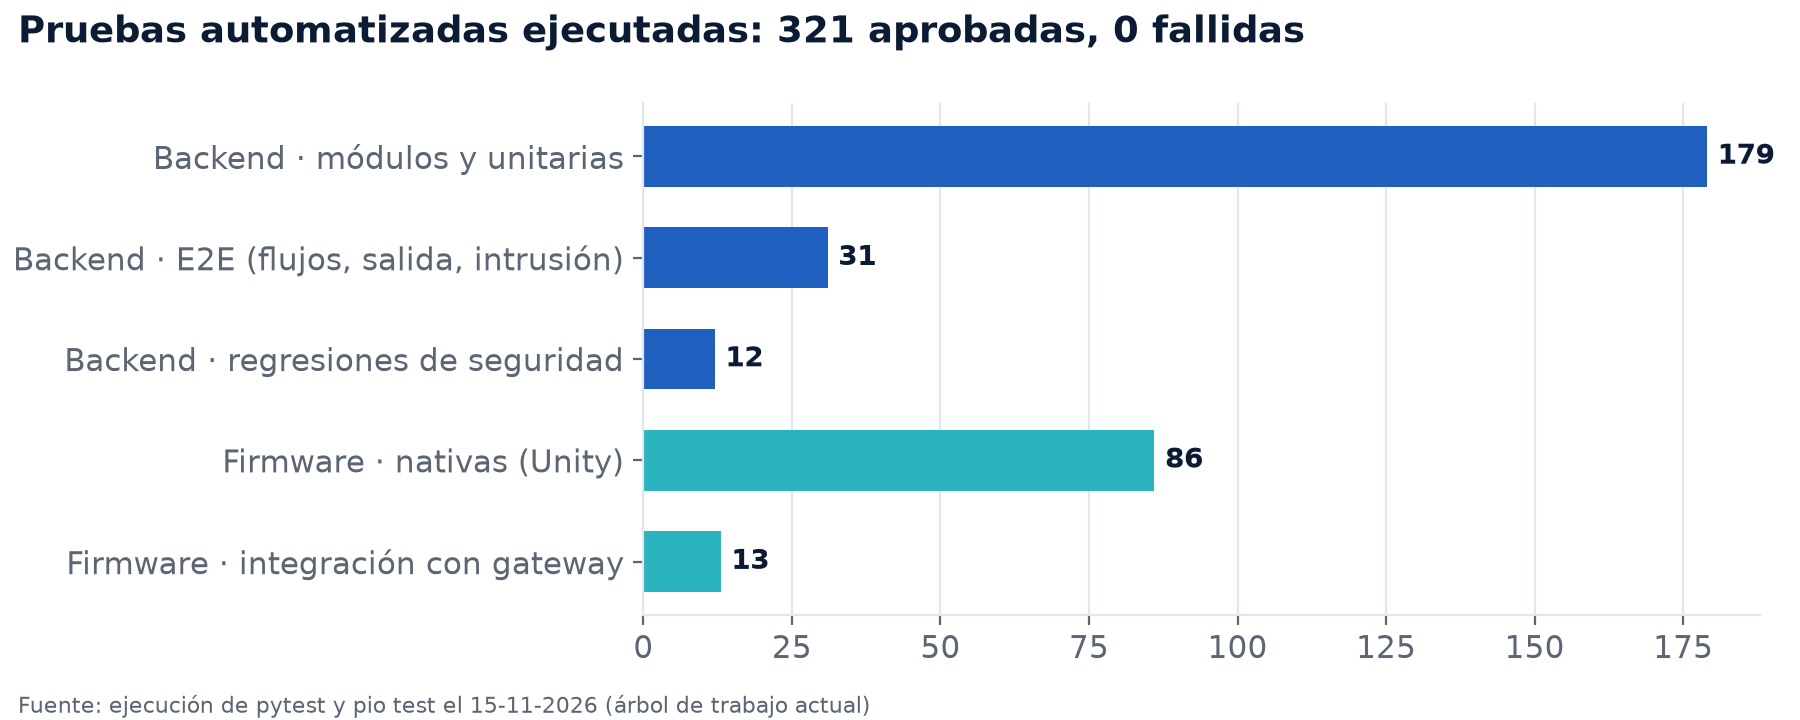 Pruebas automatizadas ejecutadas: 321 aprobadas, 0 fallidas
Backend · módulos y unitarias
179
Backend · E2E (flujos, salida, intrusión)
31
Backend · regresiones de seguridad
12
Firmware · nativas (Unity)
86
Firmware · integración con gateway
13
0 25 50 75 100 125 150 175
Fuente: ejecución de pytest y pio test el 15-11-2026 (árbol de trabajo actual)